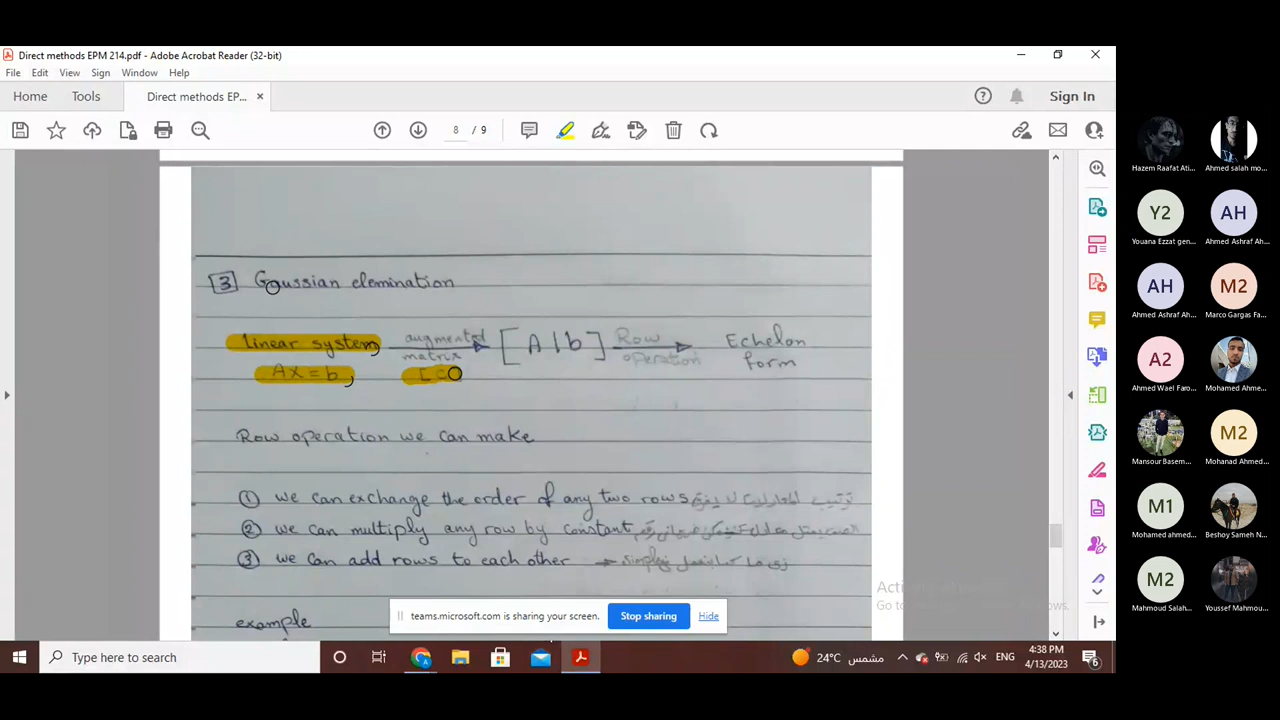 Direct methods EPM 214.pdf - Adobe Acrobat Reader (32-bit)
File Edit View Sign Window Help
Home Tools Direct methods EP... × Sign In
8 / 9
[3] Gaussian elemination
linear system, augmented matrix [A|b] Row operation Echelon form
AX = b,
Row operation we can make
① we can exchange the order of any two rows ترتيب المعادلات لا يفرق
② we can multiply any row by constant
③ we can add rows to each other
example
teams.microsoft.com is sharing your screen. Stop sharing Hide
Type here to search
24°C مشمس
ENG
4:38 PM
4/13/2023
6
Hazem Raafat Ati...
Ahmed salah mo...
Y2
Youana Ezzat gen...
AH
Ahmed Ashraf Ah...
AH
Ahmed Ashraf Ah...
M2
Marco Gargas Fa...
A2
Ahmed Wael Faro...
Mohamed Ahme...
Mansour Basem...
M2
Mohanad Ahmed...
M1
Mohamed ahmed...
Beshoy Sameh N...
M2
Mahmoud Salah...
Youssef Mahmou...